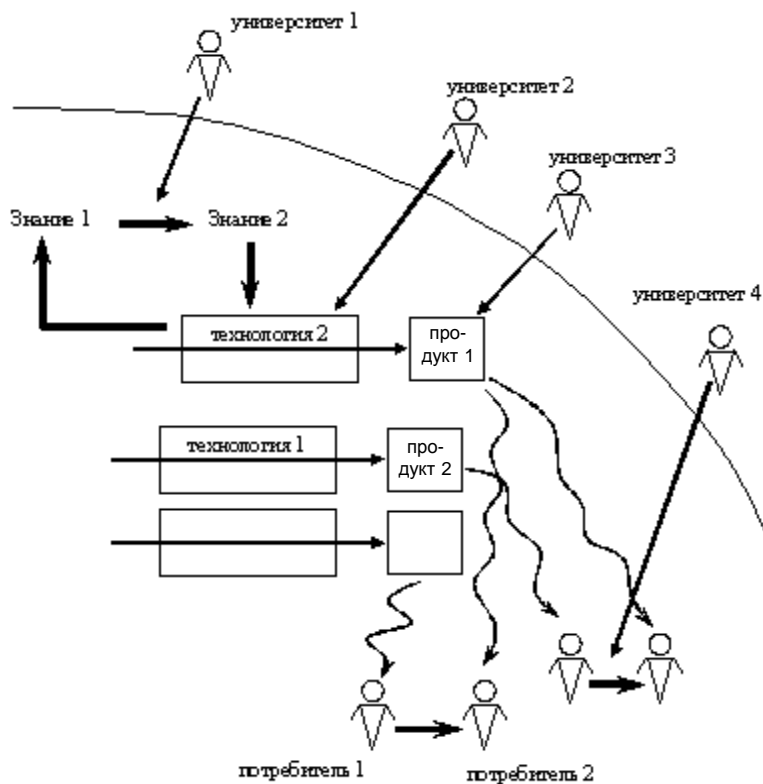 университет 1
университет 2
университет 3
Знание 1
Знание 2
университет 4
технология 2
про-
дукт 1
технология 1
про-
дукт 2
потребитель 1
потребитель 2